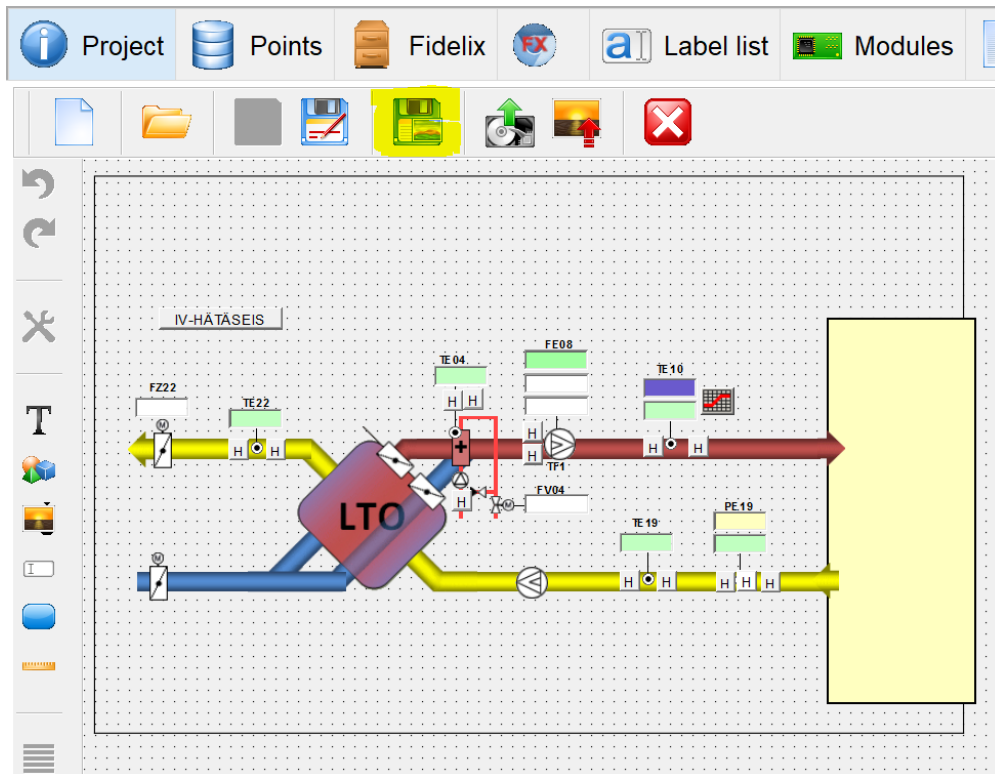 Project Points Fidelix FX a Label list Modules
IV-HÄTÄSEIS
FE08
TE04
TE10
FZ22
TE22
H H
M
H
H H
H H
H
+
TF1
T
LTO
H
FV04
M
PE19
TE19
M
I
H H
H H H